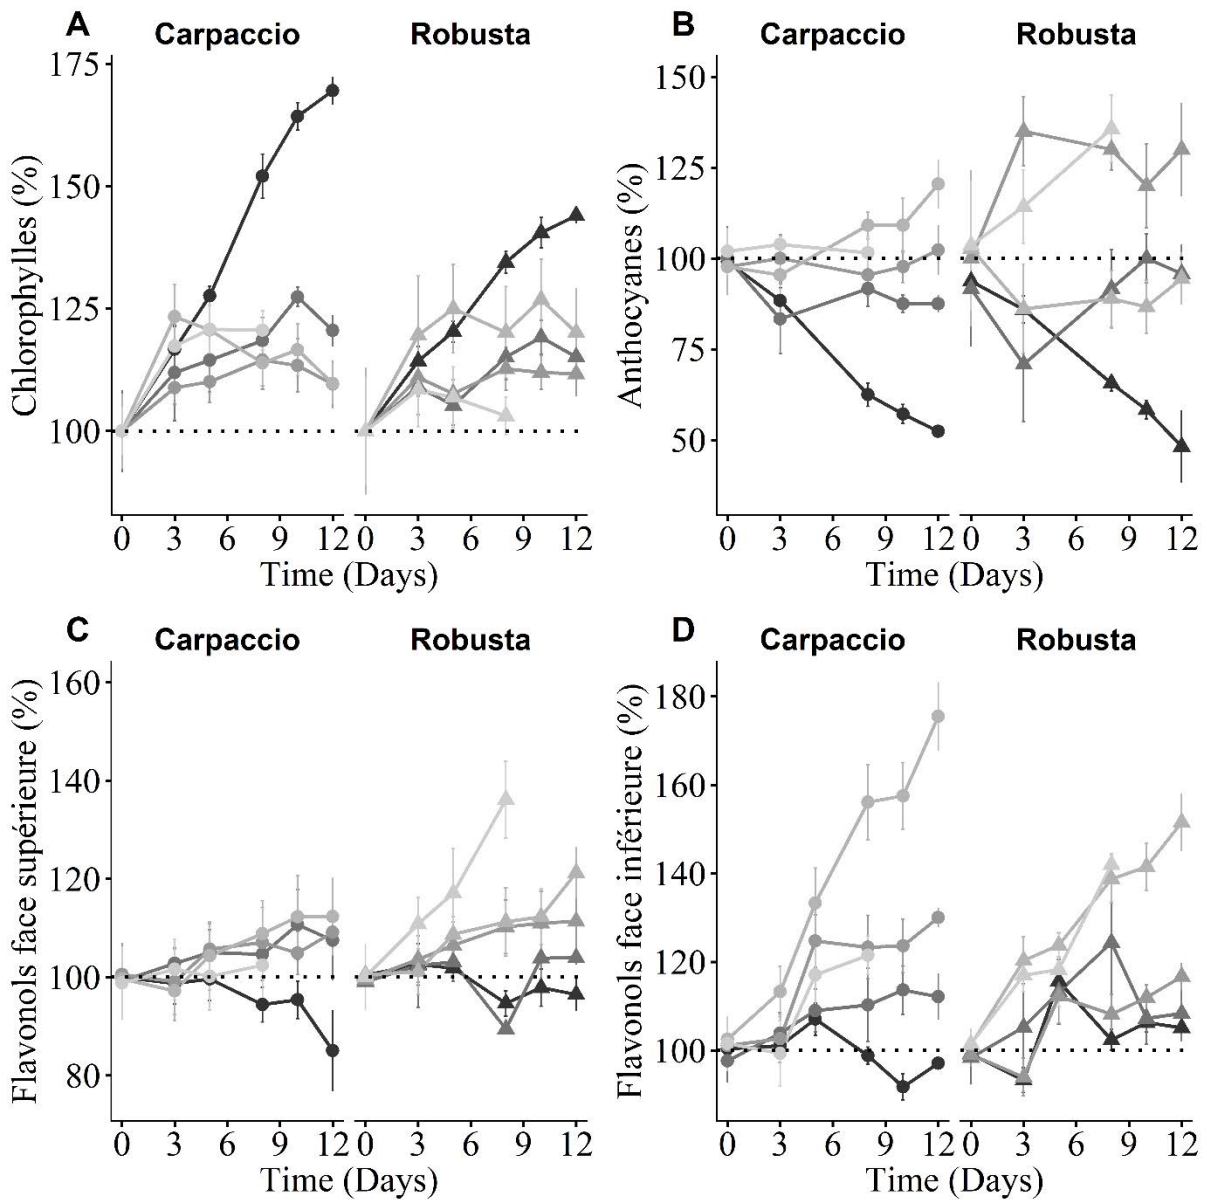 A Carpaccio Robusta
Chlorophylles (%)
175
150
125
100
0 3 6 9 12 0 3 6 9 12
Time (Days)
B Carpaccio Robusta
Anthocyanes (%)
150
125
100
75
50
0 3 6 9 12 0 3 6 9 12
Time (Days)
C Carpaccio Robusta
Flavonols face supérieure (%)
160
140
120
100
80
0 3 6 9 12 0 3 6 9 12
Time (Days)
D Carpaccio Robusta
Flavonols face inférieure (%)
180
160
140
120
100
0 3 6 9 12 0 3 6 9 12
Time (Days)